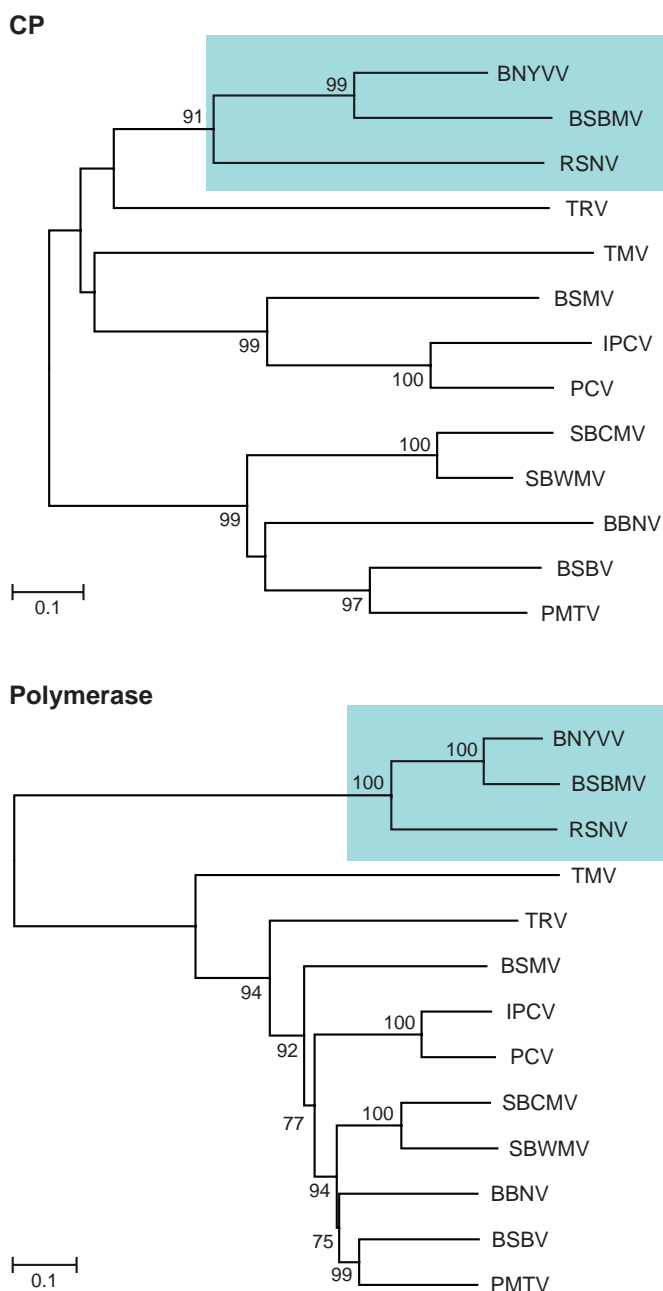 CP
BNYVV
99
BSBMV
91
RSNV
TRV
TMV
BSMV
99
IPCV
100
PCV
SBCMV
100
SBWMV
99
BBNV
BSBV
97
PMTV
0.1
Polymerase
BNYVV
100
BSBMV
100
RSNV
TMV
TRV
94
BSMV
92
IPCV
100
PCV
77
SBCMV
100
SBWMV
94
BBNV
75
BSBV
99
PMTV
0.1